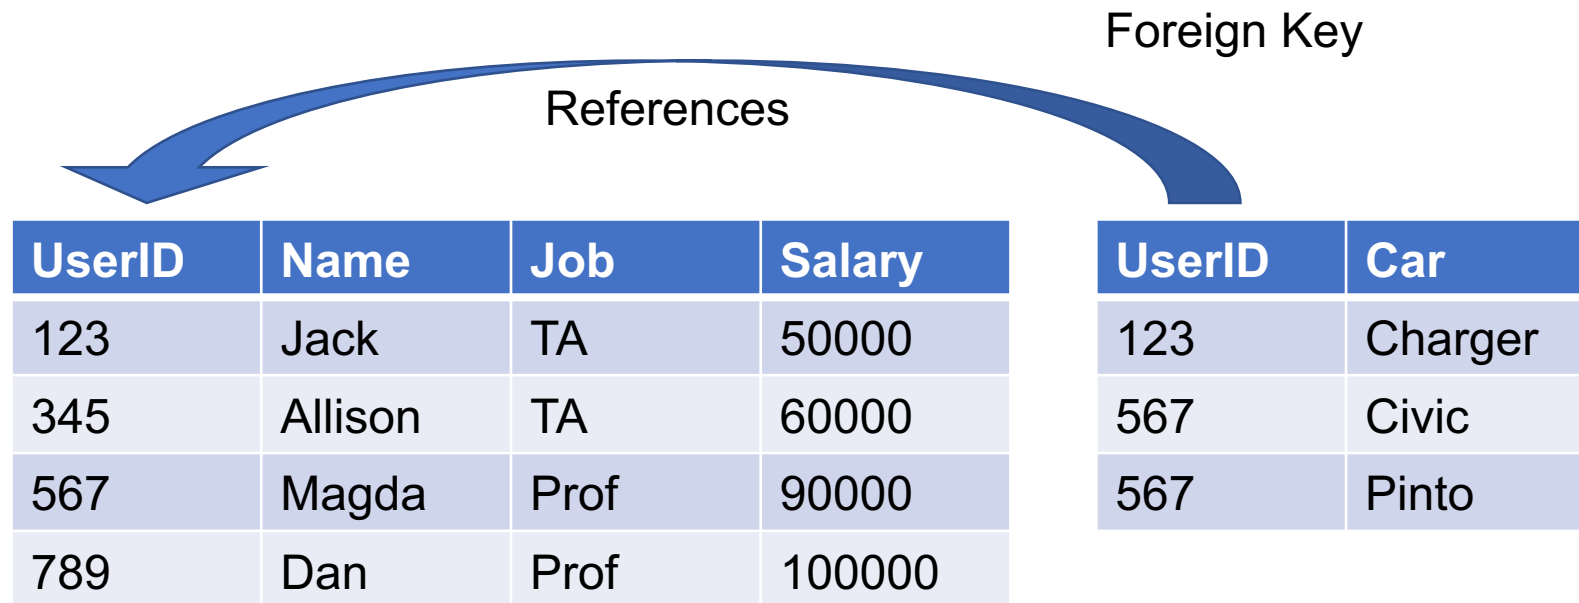 Foreign Key
References
UserID Name Job Salary
123 Jack TA 50000
345 Allison TA 60000
567 Magda Prof 90000
789 Dan Prof 100000
UserID Car
123 Charger
567 Civic
567 Pinto